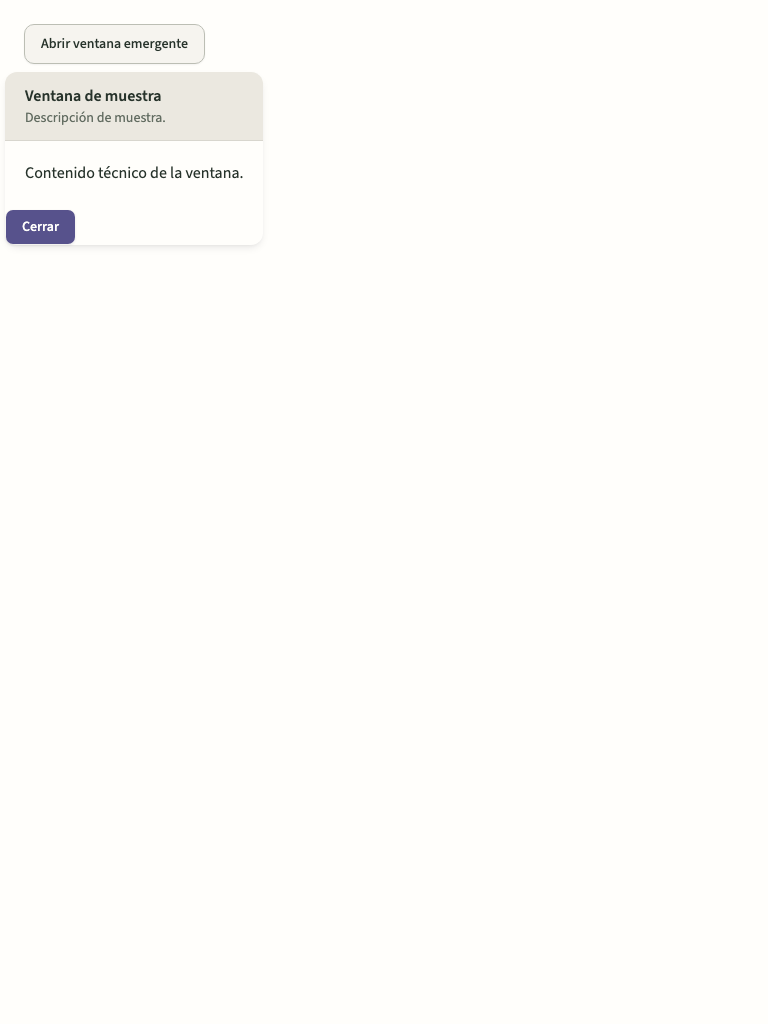 Abrir ventana emergente
Ventana de muestra
Descripción de muestra.
Contenido técnico de la ventana.
Cerrar